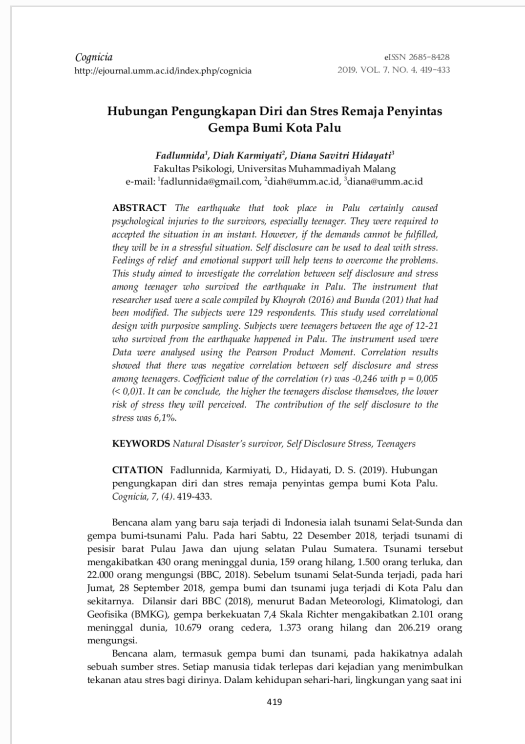 Cognicia
eISSN 2685-8428
http://ejournal.umm.ac.id/index.php/cognicia
2019, VOL. 7, NO. 4, 419-433
Hubungan Pengungkapan Diri dan Stres Remaja Penyintas
Gempa Bumi Kota Palu
Fadlunnida¹, Diah Karmiyati², Diana Savitri Hidayati³
Fakultas Psikologi, Universitas Muhammadiyah Malang
e-mail: ¹fadlunnida@gmail.com, ²diah@umm.ac.id, ³diana@umm.ac.id
ABSTRACT The earthquake that took place in Palu certainly caused
psychological injuries to the survivors, especially teenager. They were required to
accepted the situation in an instant. However, if the demands cannot be fulfilled,
they will be in a stressful situation. Self disclosure can be used to deal with stress.
Feelings of relief and emotional support will help teens to overcome the problems.
This study aimed to investigate the correlation between self disclosure and stress
among teenager who survived the earthquake in Palu. The instrument that
researcher used were a scale compiled by Khoyroh (2016) and Bunda (201) that had
been modified. The subjects were 129 respondents. This study used correlational
design with purposive sampling. Subjects were teenagers between the age of 12-21
who survived from the earthquake happened in Palu. The instrument used were
Data were analysed using the Pearson Product Moment. Correlation results
showed that there was negative correlation between self disclosure and stress
among teenagers. Coefficient value of the correlation (r) was -0,246 with p = 0,005
(< 0,0)1. It can be conclude, the higher the teenagers disclose themselves, the lower
risk of stress they will perceived. The contribution of the self disclosure to the
stress was 6,1%.
KEYWORDS Natural Disaster's survivor, Self Disclosure Stress, Teenagers
CITATION Fadlunnida, Karmiyati, D., Hidayati, D. S. (2019). Hubungan
pengungkapan diri dan stres remaja penyintas gempa bumi Kota Palu.
Cognicia, 7, (4). 419-433.
Bencana alam yang baru saja terjadi di Indonesia ialah tsunami Selat-Sunda dan
gempa bumi-tsunami Palu. Pada hari Sabtu, 22 Desember 2018, terjadi tsunami di
pesisir barat Pulau Jawa dan ujung selatan Pulau Sumatera. Tsunami tersebut
mengakibatkan 430 orang meninggal dunia, 159 orang hilang, 1.500 orang terluka, dan
22.000 orang mengungsi (BBC, 2018). Sebelum tsunami Selat-Sunda terjadi, pada hari
Jumat, 28 September 2018, gempa bumi dan tsunami juga terjadi di Kota Palu dan
sekitarnya. Dilansir dari BBC (2018), menurut Badan Meteorologi, Klimatologi, dan
Geofisika (BMKG), gempa berkekuatan 7,4 Skala Richter mengakibatkan 2.101 orang
meninggal dunia, 10.679 orang cedera, 1.373 orang hilang dan 206.219 orang
mengungsi.
Bencana alam, termasuk gempa bumi dan tsunami, pada hakikatnya adalah
sebuah sumber stres. Setiap manusia tidak terlepas dari kejadian yang menimbulkan
tekanan atau stres bagi dirinya. Dalam kehidupan sehari-hari, lingkungan yang saat ini
419